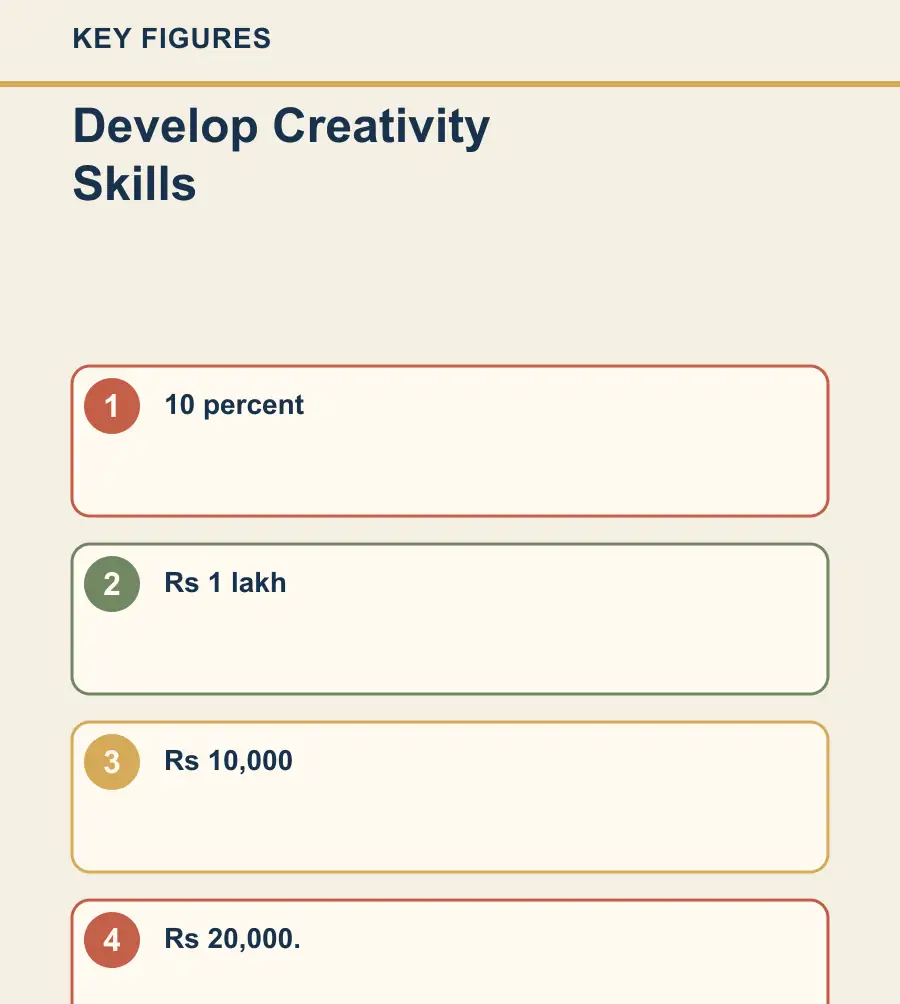 KEY FIGURES
Develop Creativity
Skills
1 10 percent
2 Rs 1 lakh
3 Rs 10,000
4 Rs 20,000.